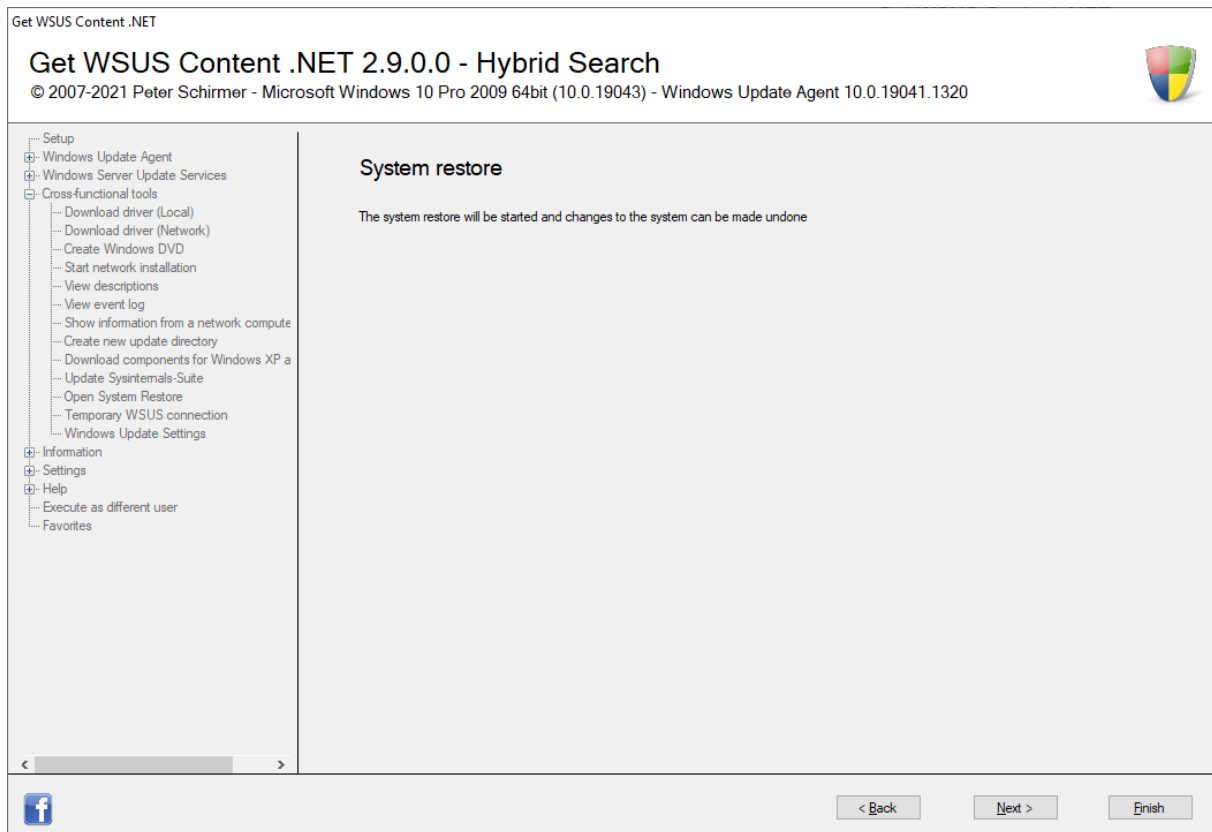 Get WSUS Content .NET
Get WSUS Content .NET 2.9.0.0 - Hybrid Search
© 2007-2021 Peter Schirmer - Microsoft Windows 10 Pro 2009 64bit (10.0.19043) - Windows Update Agent 10.0.19041.1320
Setup
Windows Update Agent
Windows Server Update Services
Cross-functional tools
Download driver (Local)
Download driver (Network)
Create Windows DVD
Start network installation
View descriptions
View event log
Show information from a network compute
Create new update directory
Download components for Windows XP a
Update Sysinternals-Suite
Open System Restore
Temporary WSUS connection
Windows Update Settings
Information
Settings
Help
Execute as different user
Favorites
System restore
The system restore will be started and changes to the system can be made undone
< Back
Next >
Finish